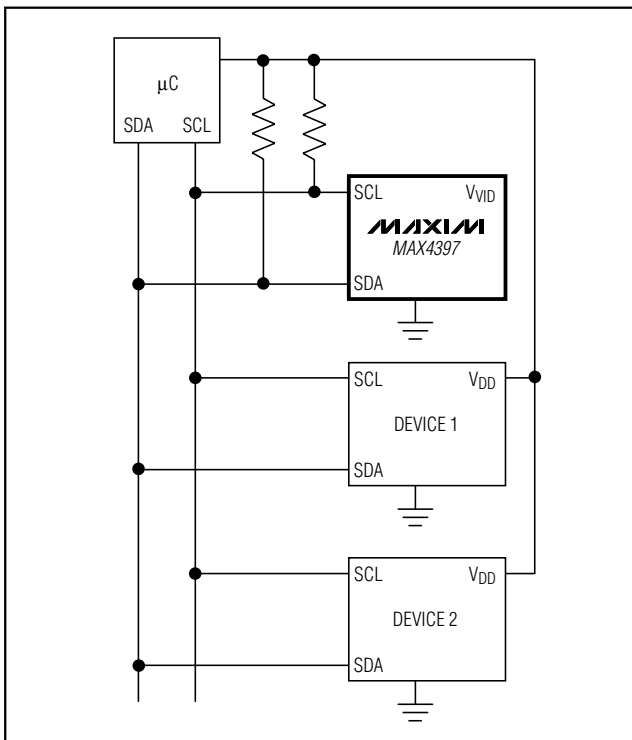 μC
SDA SCL
SCL VVID
MAXIM
MAX4397
SDA
SCL VDD
DEVICE 1
SDA
SCL VDD
DEVICE 2
SDA